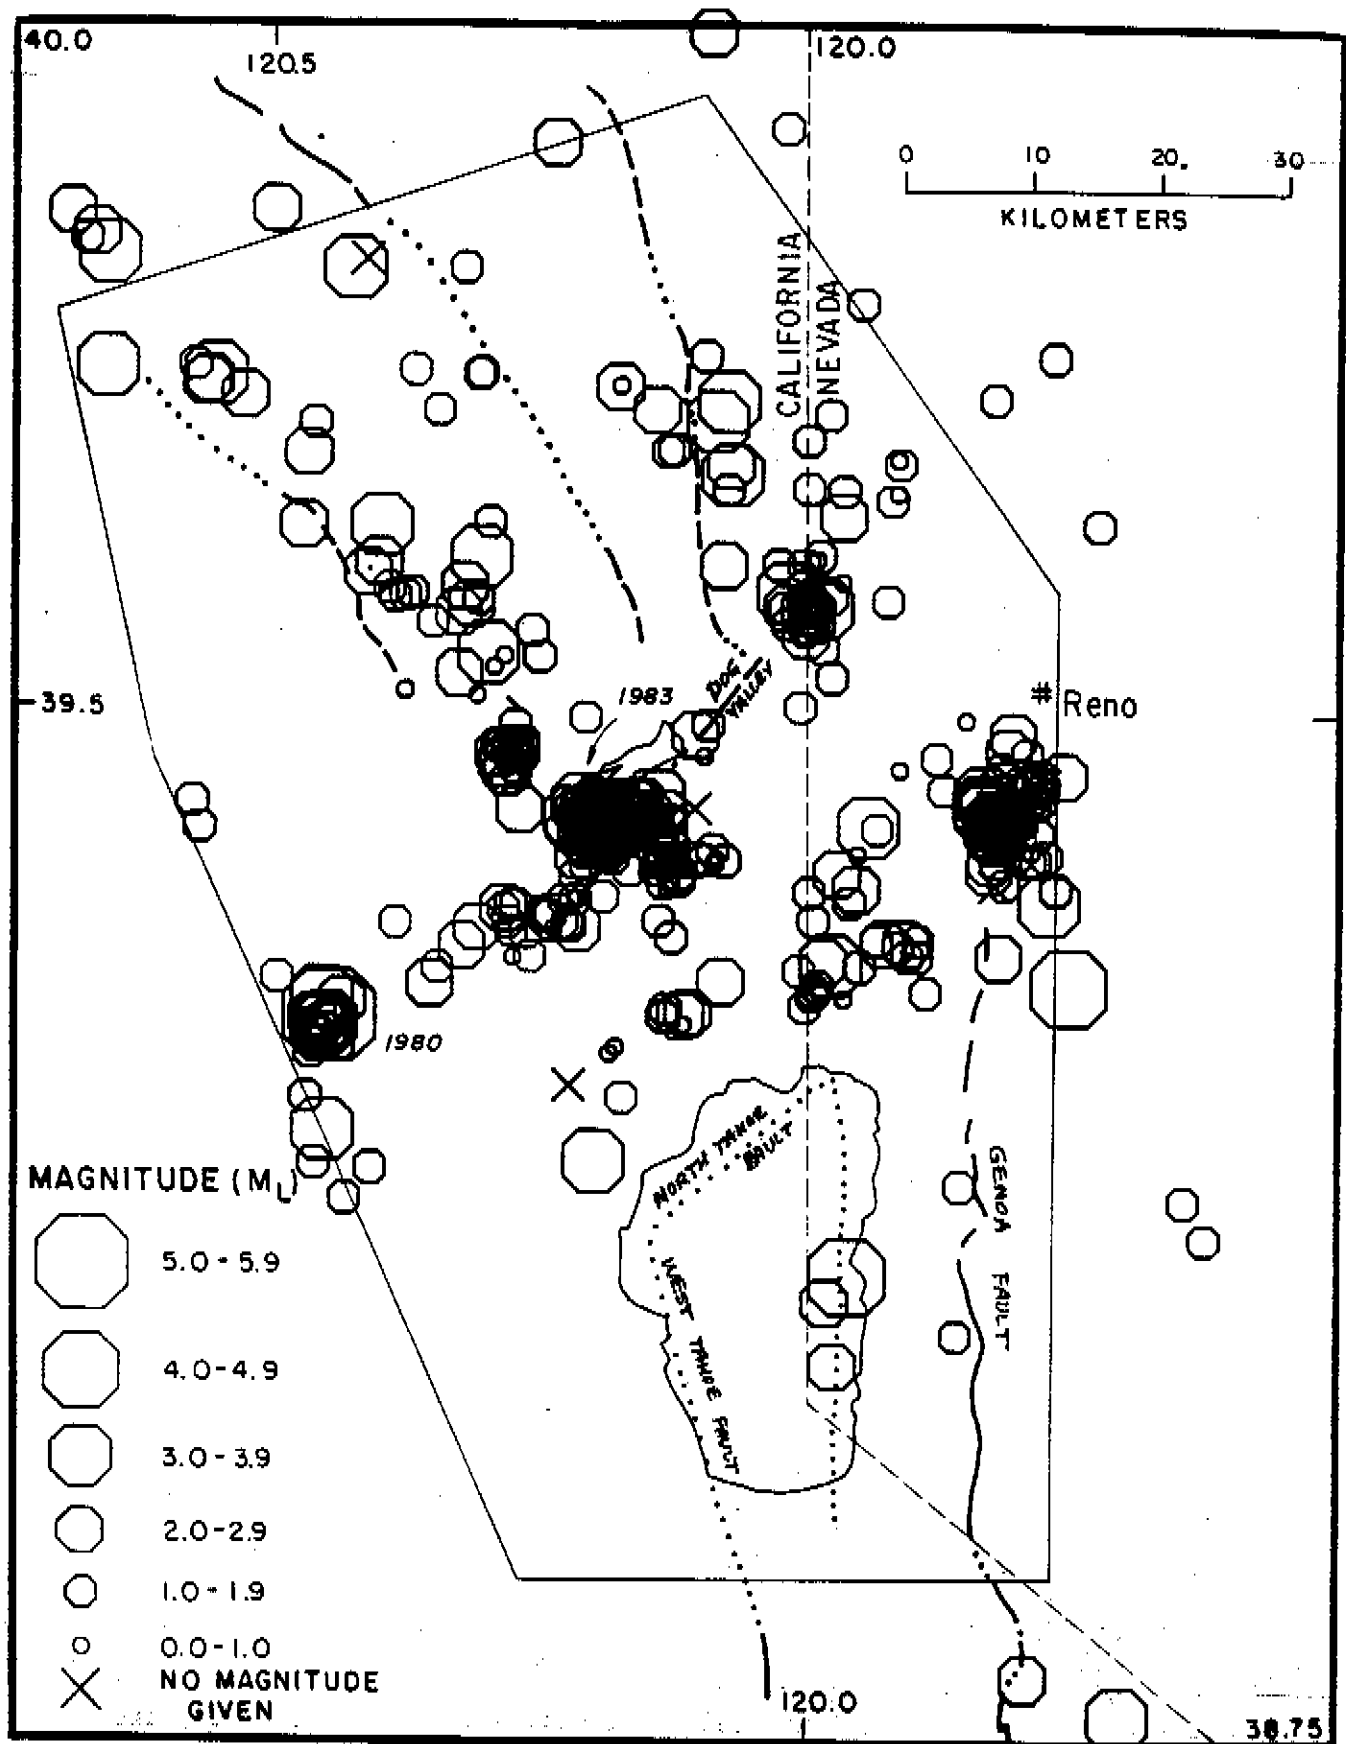 40.0
120.5
120.0
0 10 20. 30
KILOMETERS
CALIFORNIA
NEVADA
DOG
VALLEY
1983
39.5
# Reno
1980
NORTH TAHOE
FAULT
WEST TAHOE FAULT
GENOA FAULT
MAGNITUDE (ML)
5.0-5.9
4.0-4.9
3.0-3.9
2.0-2.9
1.0-1.9
0.0-1.0
NO MAGNITUDE
GIVEN
120.0
38.75